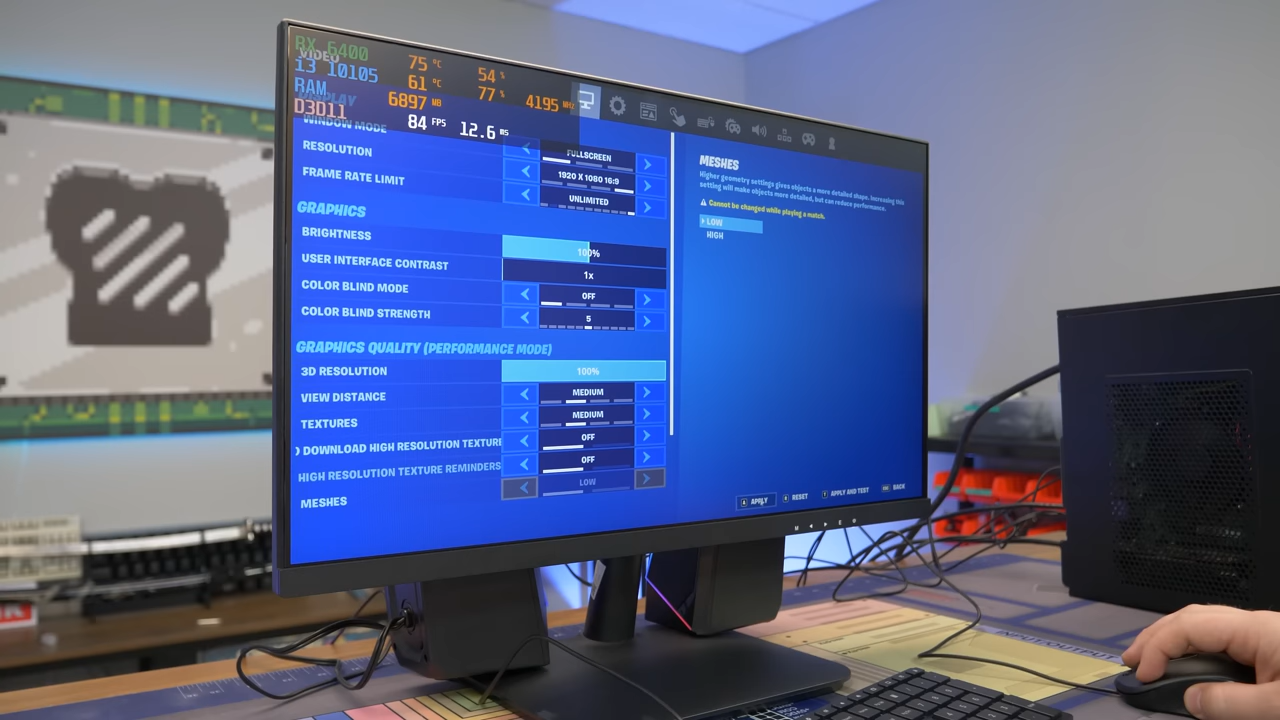 RX 6400 75 °C 54 %
VIDEO
i3 10105 61 °C 77 % 4195 MHz
RAM 6897 MB
DISPLAY
D3D11 84 FPS 12.6 ms
WINDOW MODE FULLSCREEN
RESOLUTION 1920 X 1080 16:9
FRAME RATE LIMIT UNLIMITED
GRAPHICS
BRIGHTNESS 100%
USER INTERFACE CONTRAST 1x
COLOR BLIND MODE OFF
COLOR BLIND STRENGTH 5
GRAPHICS QUALITY (PERFORMANCE MODE)
3D RESOLUTION 100%
VIEW DISTANCE MEDIUM
TEXTURES MEDIUM
DOWNLOAD HIGH RESOLUTION TEXTURE OFF
HIGH RESOLUTION TEXTURE REMINDERS OFF
MESHES LOW
MESHES
Higher geometry settings gives objects a more detailed shape. Increasing this
setting will make objects more detailed, but can reduce performance.
Cannot be changed while playing a match.
LOW
HIGH
APPLY RESET APPLY AND TEST BACK
INPUT/OUTPUT